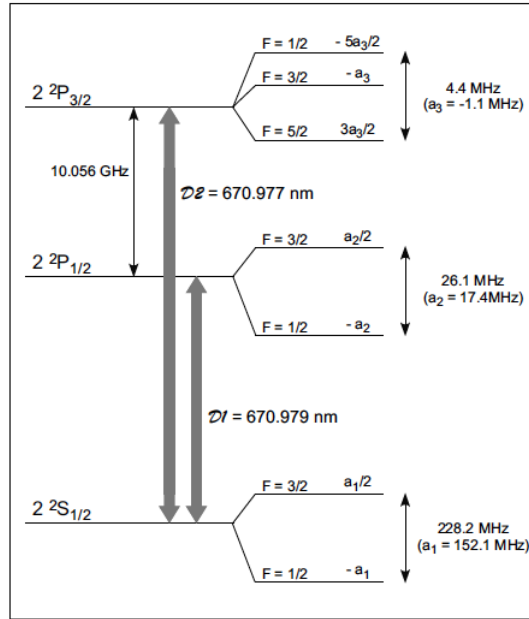 F = 1/2 - 5a₃/2
F = 3/2 - a₃
2 ²P₃/₂
4.4 MHz
(a₃ = -1.1 MHz)
F = 5/2 3a₃/2
10.056 GHz
D2 = 670.977 nm
F = 3/2 a₂/2
2 ²P₁/₂
26.1 MHz
(a₂ = 17.4MHz)
F = 1/2 - a₂
D1 = 670.979 nm
F = 3/2 a₁/2
2 ²S₁/₂
228.2 MHz
(a₁ = 152.1 MHz)
F = 1/2 - a₁